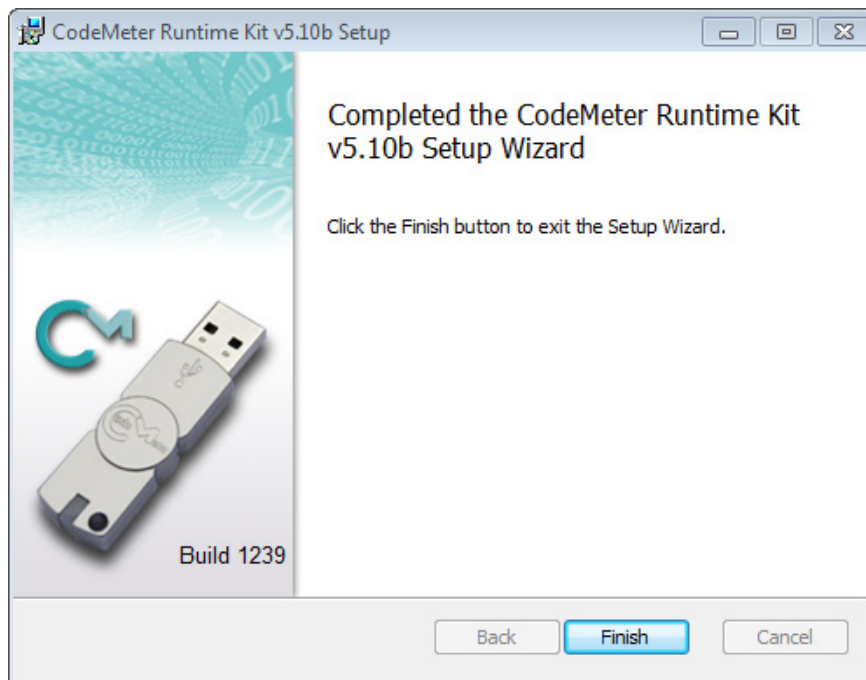 CodeMeter Runtime Kit v5.10b Setup
Completed the CodeMeter Runtime Kit
v5.10b Setup Wizard
Click the Finish button to exit the Setup Wizard.
CM
Build 1239
Back
Finish
Cancel